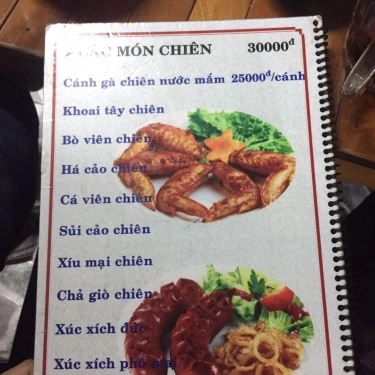 CÁC MÓN CHIÊN 30000đ
Cánh gà chiên nước mắm 25000đ/cánh
Khoai tây chiên
Bò viên chiên
Há cảo chiên
Cá viên chiên
Sủi cảo chiên
Xíu mại chiên
Chả giò chiên
Xúc xích đức
Xúc xích phô mai